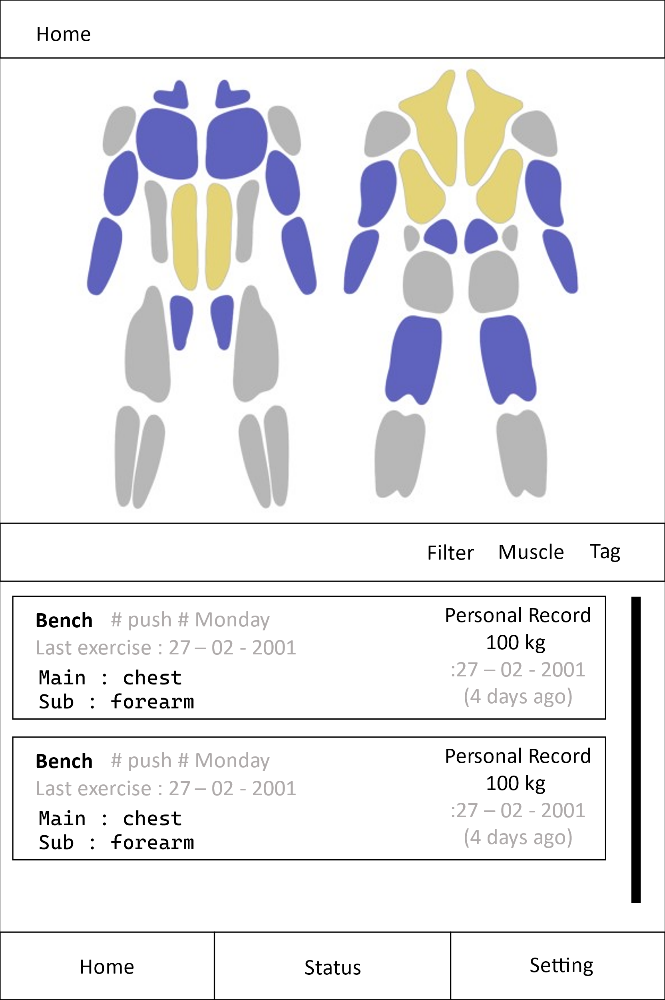 Home
Filter Muscle Tag
Bench # push # Monday
Last exercise : 27 – 02 - 2001
Main : chest
Sub : forearm
Personal Record
100 kg
:27 – 02 - 2001
(4 days ago)
Bench # push # Monday
Last exercise : 27 – 02 - 2001
Main : chest
Sub : forearm
Personal Record
100 kg
:27 – 02 - 2001
(4 days ago)
Home Status Setting